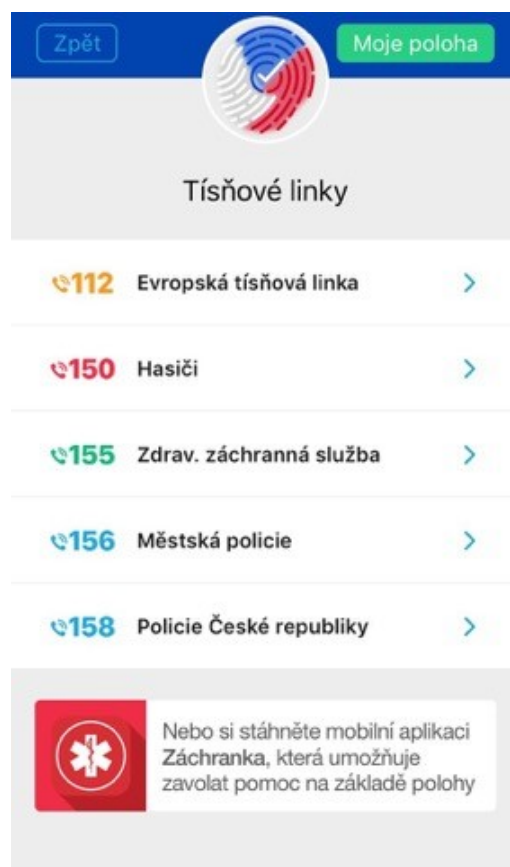 Zpět
Moje poloha
Tísňové linky
112 Evropská tísňová linka
150 Hasiči
155 Zdrav. záchranná služba
156 Městská policie
158 Policie České republiky
Nebo si stáhněte mobilní aplikaci
Záchranka, která umožňuje
zavolat pomoc na základě polohy